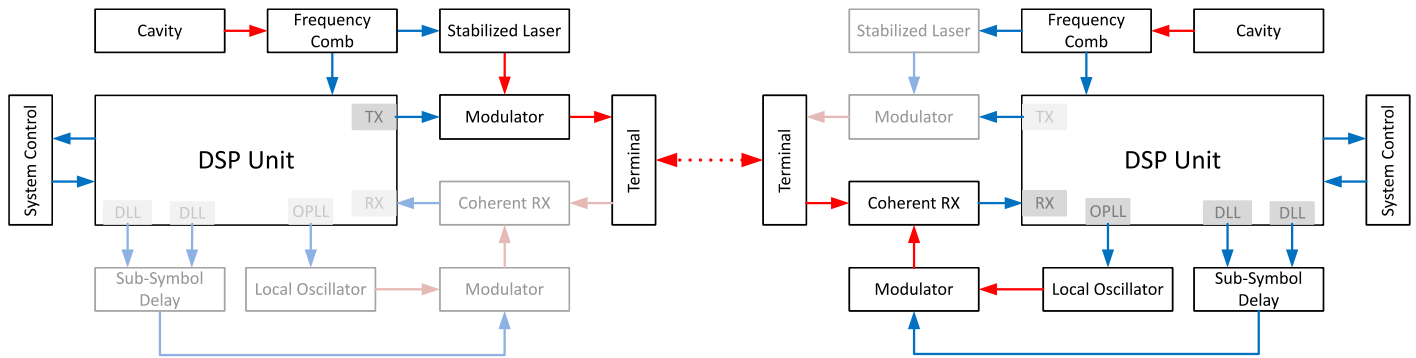 Cavity
Frequency
Comb
Stabilized Laser
System Control
DSP Unit
TX
Modulator
Terminal
RX
Coherent RX
DLL
DLL
OPLL
Sub-Symbol
Delay
Local Oscillator
Modulator
Stabilized Laser
Frequency
Comb
Cavity
Terminal
Modulator
TX
DSP Unit
System Control
Coherent RX
RX
OPLL
DLL
DLL
Modulator
Local Oscillator
Sub-Symbol
Delay